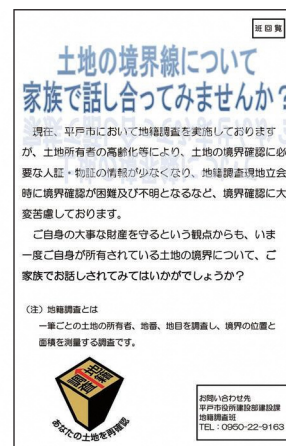 班回覧
土地の境界線について
家族で話し合ってみませんか?
現在、平戸市において地籍調査を実施しております
が、土地所有者の高齢化等により、土地の境界確認に必
要な人証・物証の情報が少なくなり、地籍調査現地立会
時に境界確認が困難及び不明となるなど、境界確認に大
変苦慮しております。
ご自身の大事な財産を守るという観点からも、いま
一度ご自身が所有されている土地の境界について、ご
家族でお話しされてみてはいかがでしょうか?
(注)地籍調査とは
一筆ごとの土地の所有者、地番、地目を調査し、境界の位置と
面積を測量する調査です。
地籍
調査
あなたの土地を再確認
お問い合わせ先
平戸市役所建設部建設課
地籍調査班
TEL:0950-22-9163